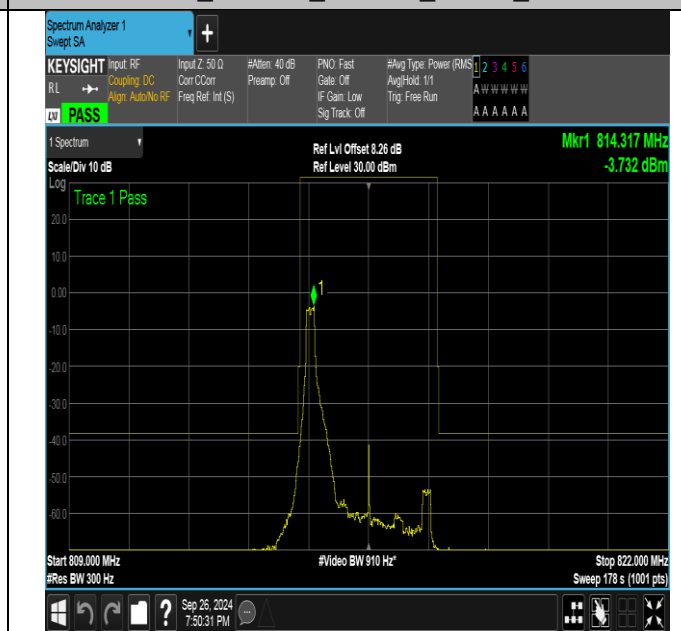 Spectrum Analyzer 1
Swept SA
KEYSIGHT
RL
LXI PASS
Input: RF
Coupling: DC
Align: Auto/No RF
Input Z: 50 Ω
Corr CCorr
Freq Ref: Int (S)
#Atten: 40 dB
Preamp: Off
PNO: Fast
Gate: Off
IF Gain: Low
Sig Track: Off
#Avg Type: Power (RMS
Avg|Hold: 1/1
Trig: Free Run
1 2 3 4 5 6
A W W W W W
A A A A A A
1 Spectrum
Scale/Div 10 dB
Ref Lvl Offset 8.26 dB
Ref Level 30.00 dBm
Mkr1 814.317 MHz
-3.732 dBm
Log
Trace 1 Pass
20.0
10.0
0.00
-10.0
-20.0
-30.0
-40.0
-50.0
-60.0
1
Start 809.000 MHz
#Res BW 300 Hz
#Video BW 910 Hz*
Stop 822.000 MHz
Sweep 178 s (1001 pts)
?
Sep 26, 2024
7:50:31 PM